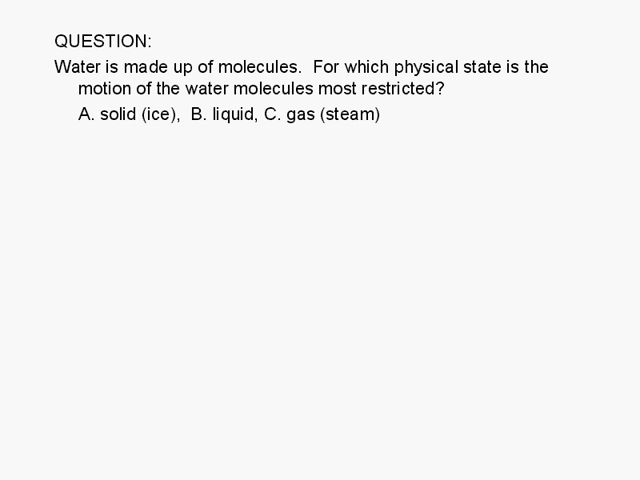 QUESTION:
Water is made up of molecules.  For which physical state is the
motion of the water molecules most restricted?
A. solid (ice),  B. liquid, C. gas (steam)